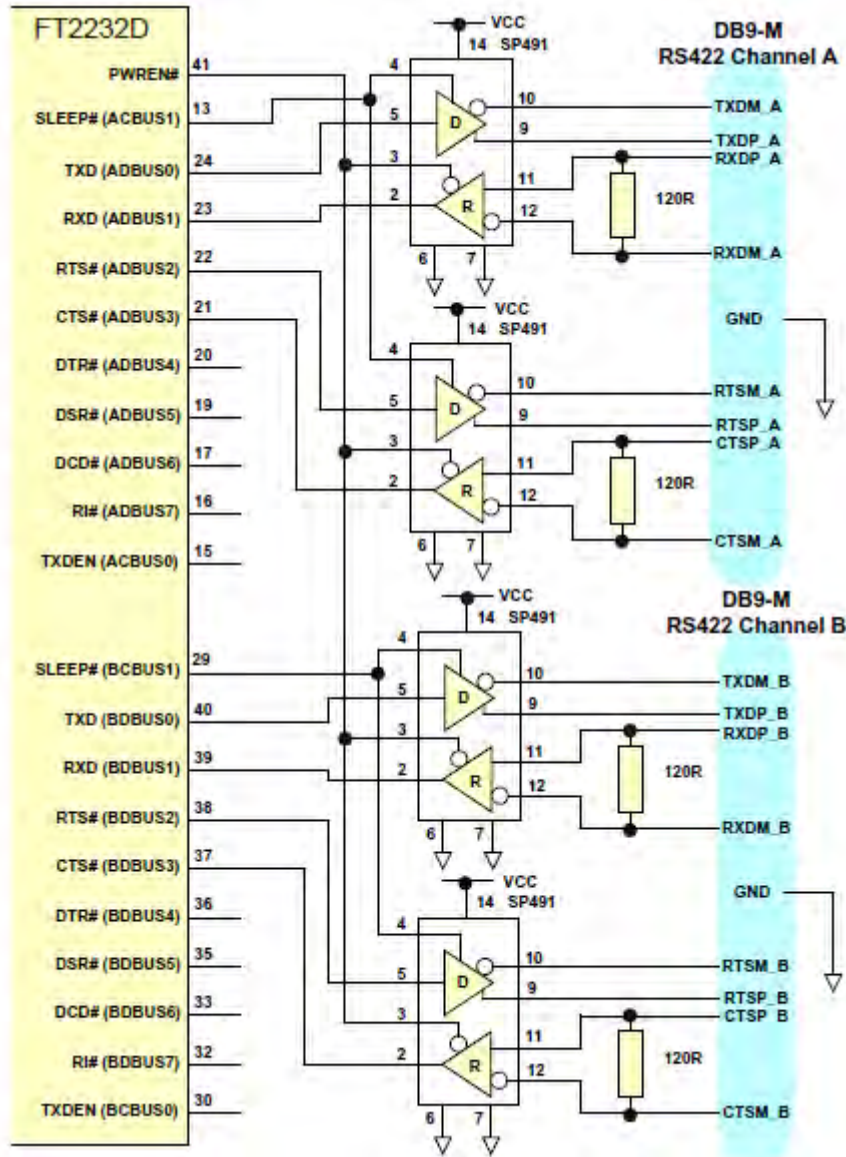 FT2232D
PWREN# 41
SLEEP# (ACBUS1) 13
TXD (ADBUS0) 24
RXD (ADBUS1) 23
RTS# (ADBUS2) 22
CTS# (ADBUS3) 21
DTR# (ADBUS4) 20
DSR# (ADBUS5) 19
DCD# (ADBUS6) 17
RI# (ADBUS7) 16
TXDEN (ACBUS0) 15
SLEEP# (BCBUS1) 29
TXD (BDBUS0) 40
RXD (BDBUS1) 39
RTS# (BDBUS2) 38
CTS# (BDBUS3) 37
DTR# (BDBUS4) 36
DSR# (BDBUS5) 35
DCD# (BDBUS6) 33
RI# (BDBUS7) 32
TXDEN (BCBUS0) 30
VCC
14 SP491
4
5 D 10
9
3
2 R 11
12
6 7
120R
VCC
14 SP491
4
5 D 10
9
3
2 R 11
12
6 7
120R
VCC
14 SP491
4
5 D 10
9
3
2 R 11
12
6 7
120R
VCC
14 SP491
4
5 D 10
9
3
2 R 11
12
6 7
120R
DB9-M
RS422 Channel A
TXDM_A
TXDP_A
RXDP_A
RXDM_A
GND
RTSM_A
RTSP_A
CTSP_A
CTSM_A
DB9-M
RS422 Channel B
TXDM_B
TXDP_B
RXDP_B
RXDM_B
GND
RTSM_B
RTSP_B
CTSP_B
CTSM_B